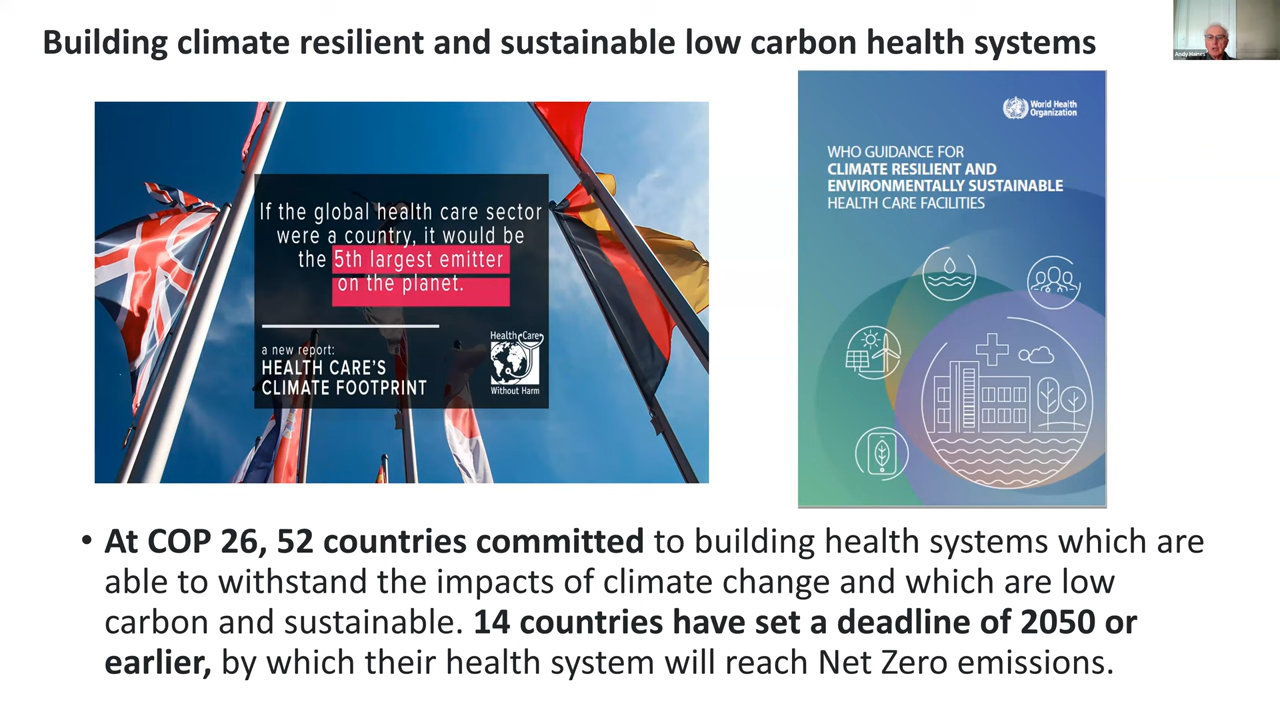 Building climate resilient and sustainable low carbon health systems
If the global health care sector
were a country, it would be
the 5th largest emitter
on the planet.
a new report:
HEALTH CARE'S
CLIMATE FOOTPRINT
Health Care
Without Harm
World Health
Organization
WHO GUIDANCE FOR
CLIMATE RESILIENT AND
ENVIRONMENTALLY SUSTAINABLE
HEALTH CARE FACILITIES
• At COP 26, 52 countries committed to building health systems which are
able to withstand the impacts of climate change and which are low
carbon and sustainable. 14 countries have set a deadline of 2050 or
earlier, by which their health system will reach Net Zero emissions.
Andy